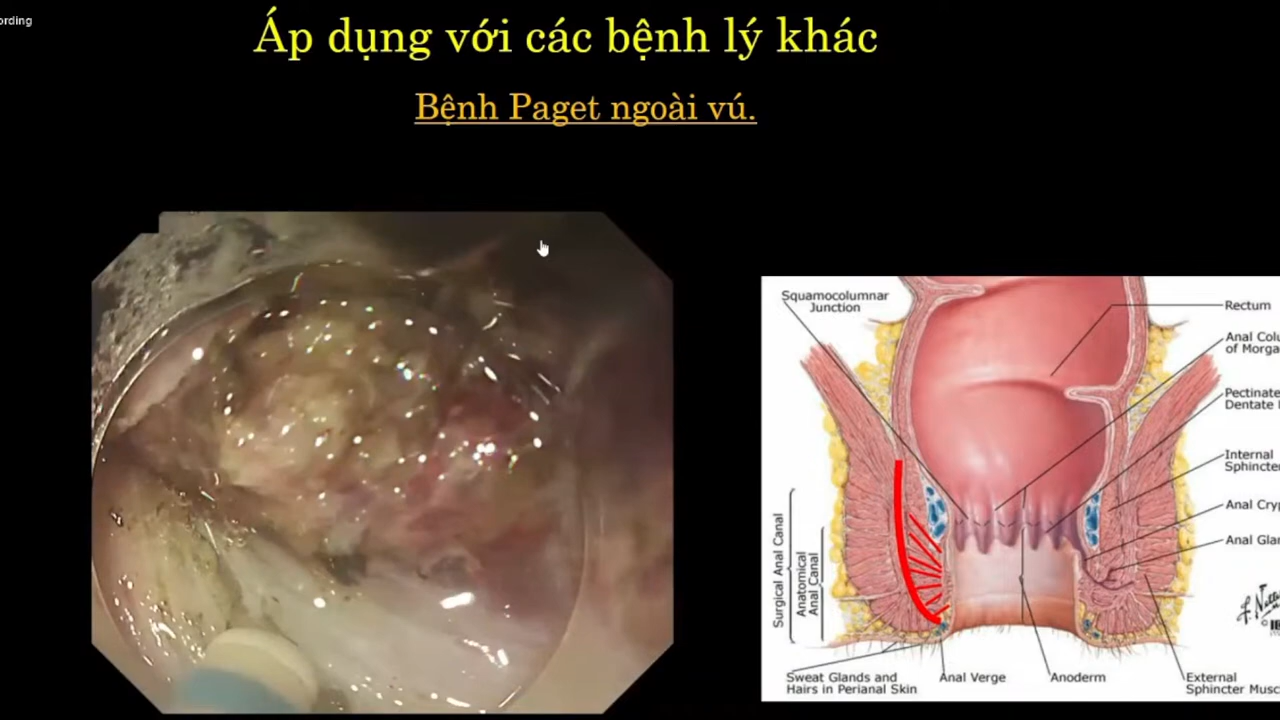 ording
Áp dụng với các bệnh lý khác
Bệnh Paget ngoài vú.
Squamocolumnar
Junction
Rectum
Anal Colu
of Morga
Pectinate
Dentate
Internal
Sphincte
Anal Cryp
Anal Glan
Surgical Anal Canal
Anatomical
Anal Canal
Sweat Glands and
Hairs in Perianal Skin
Anal Verge
Anoderm
External
Sphincter Musc